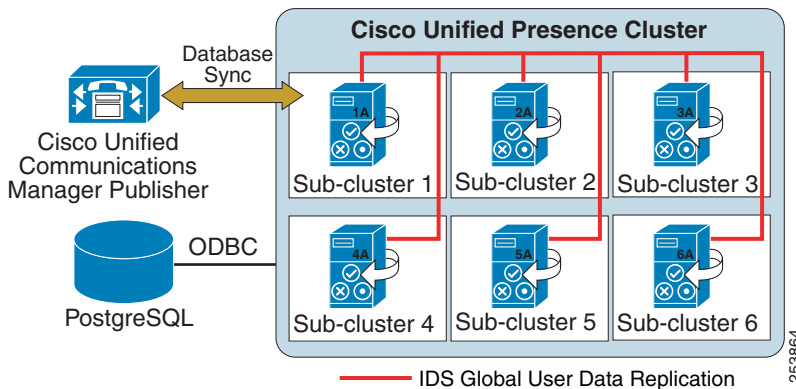 Cisco Unified Presence Cluster
Database
Sync
Cisco Unified
Communications
Manager Publisher
1A
Sub-cluster 1
2A
Sub-cluster 2
3A
Sub-cluster 3
ODBC
PostgreSQL
4A
Sub-cluster 4
5A
Sub-cluster 5
6A
Sub-cluster 6
IDS Global User Data Replication
253864